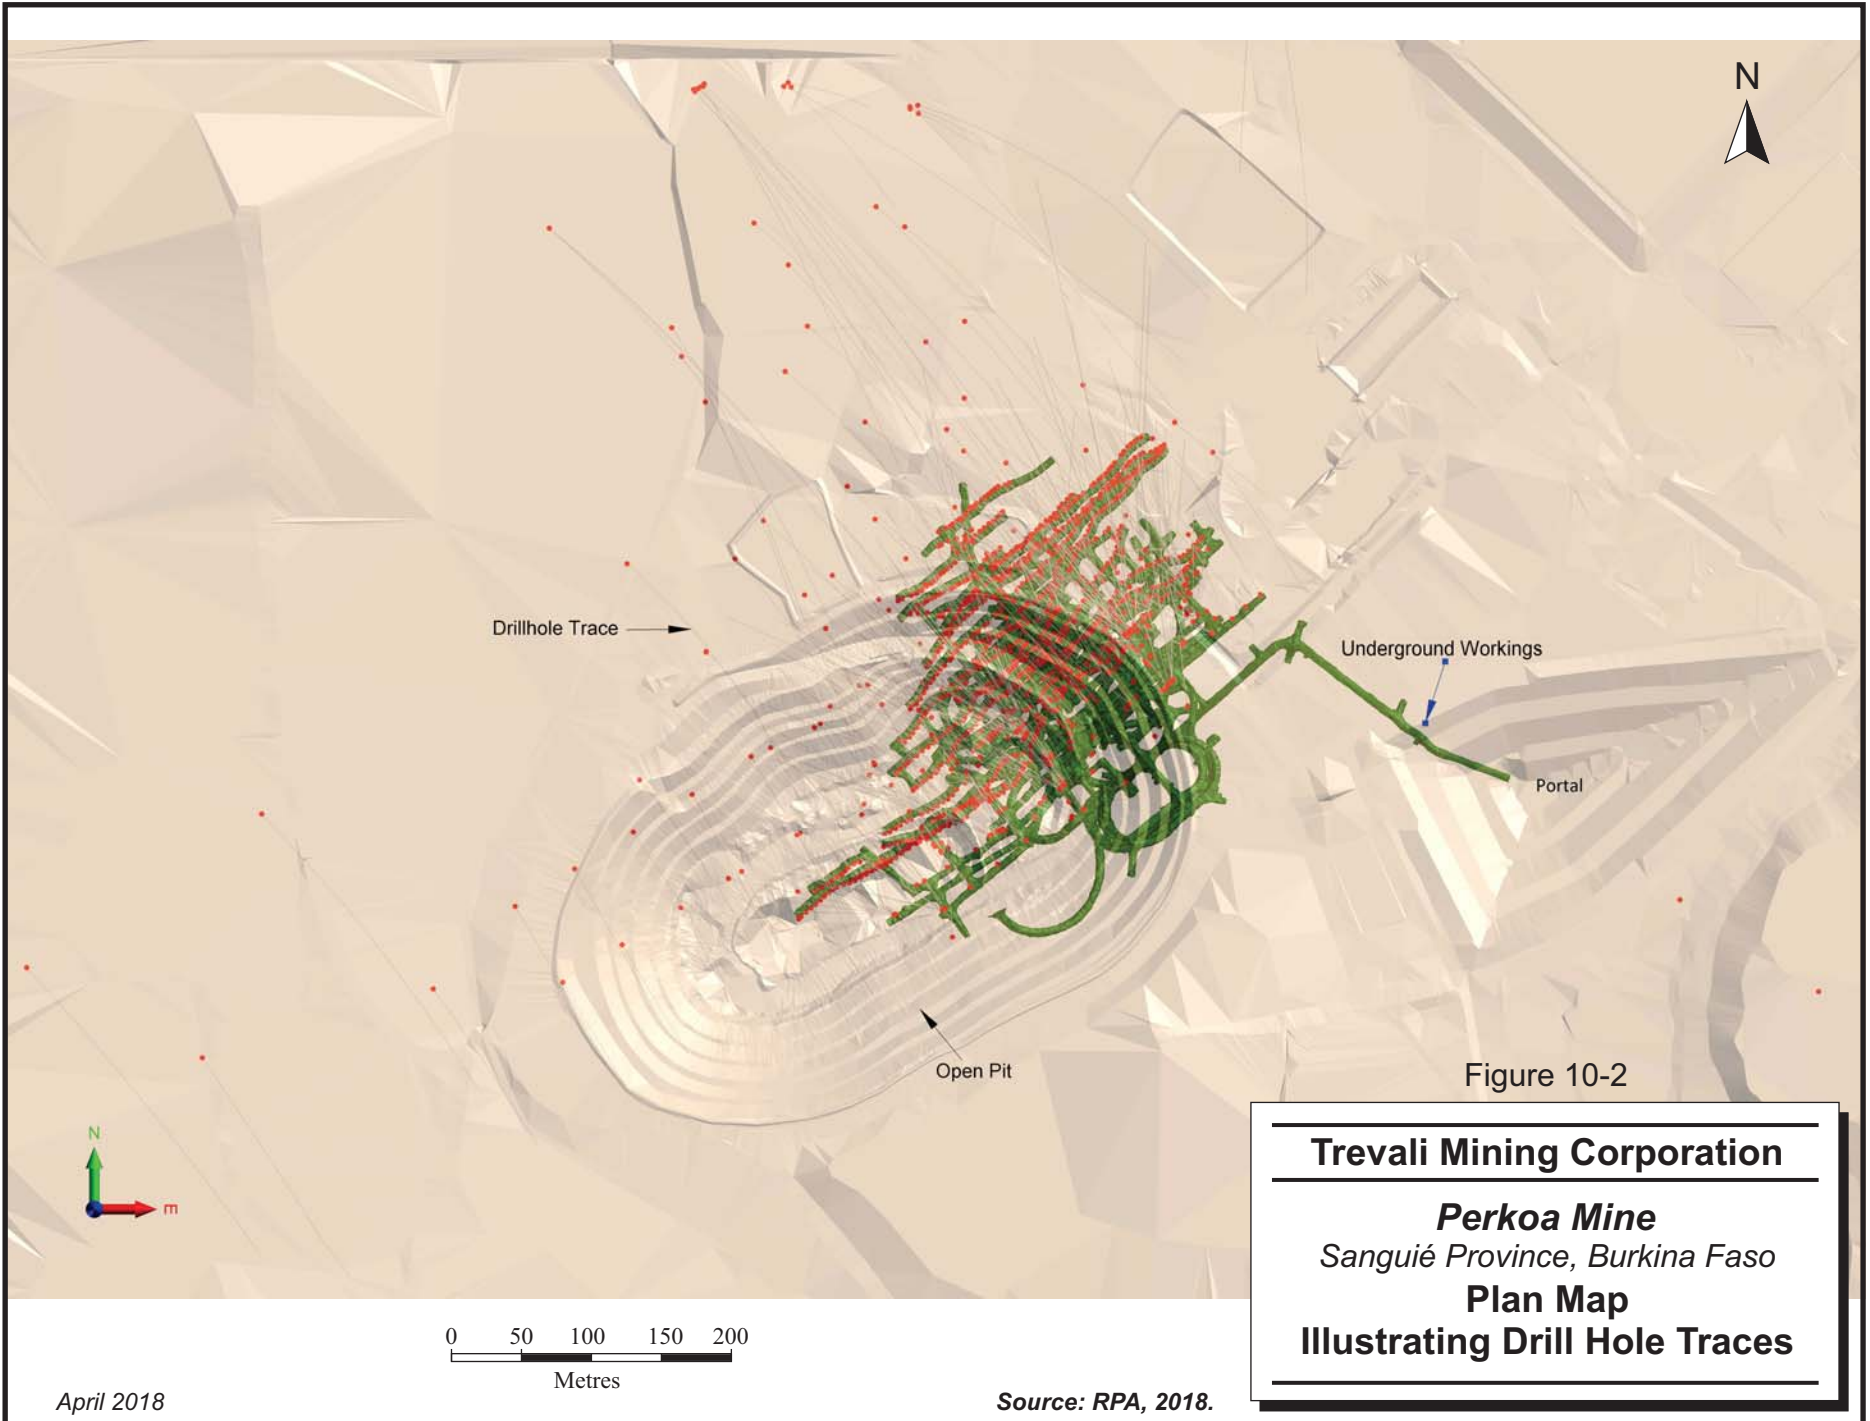 N
Drillhole Trace
Underground Workings
Portal
Open Pit
Figure 10-2
N
E
Trevali Mining Corporation
Perkoa Mine
Sanguié Province, Burkina Faso
Plan Map
Illustrating Drill Hole Traces
0 50 100 150 200
Metres
April 2018
Source: RPA, 2018.